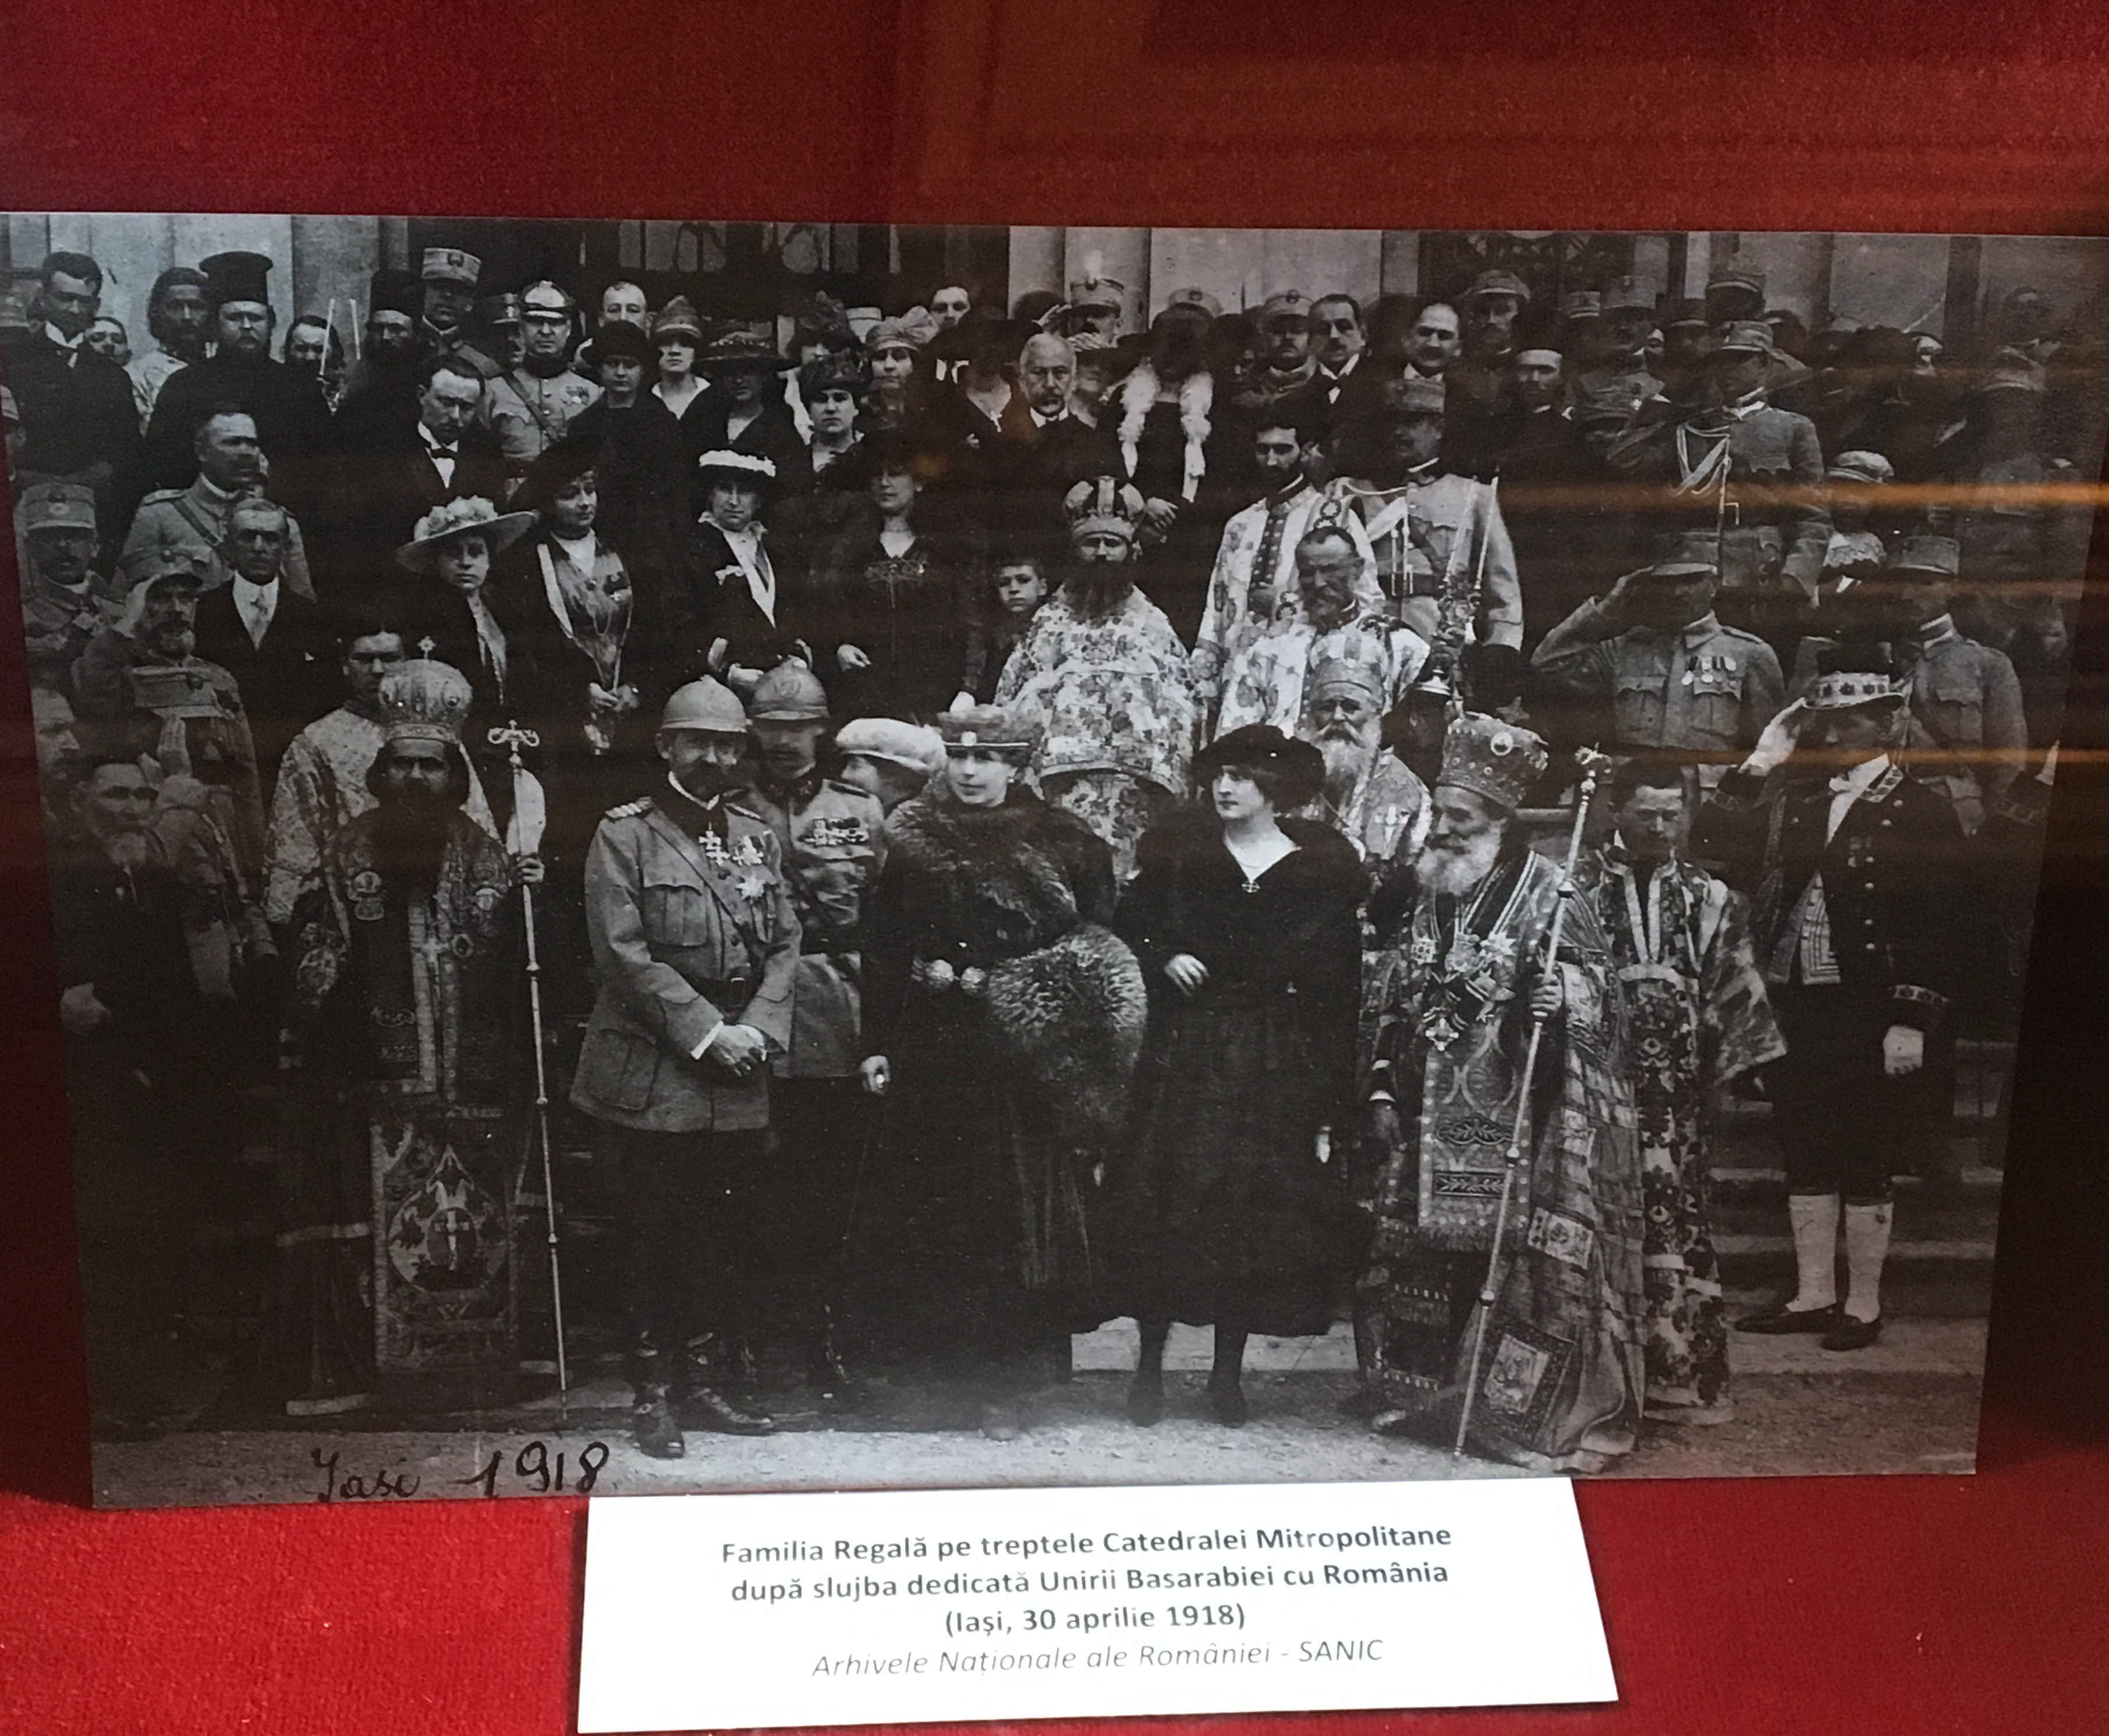 Iasi 1918
Familia Regală pe treptele Catedralei Mitropolitane
după slujba dedicată Unirii Basarabiei cu România
(Iași, 30 aprilie 1918)
Arhivele Naționale ale României - SANIC